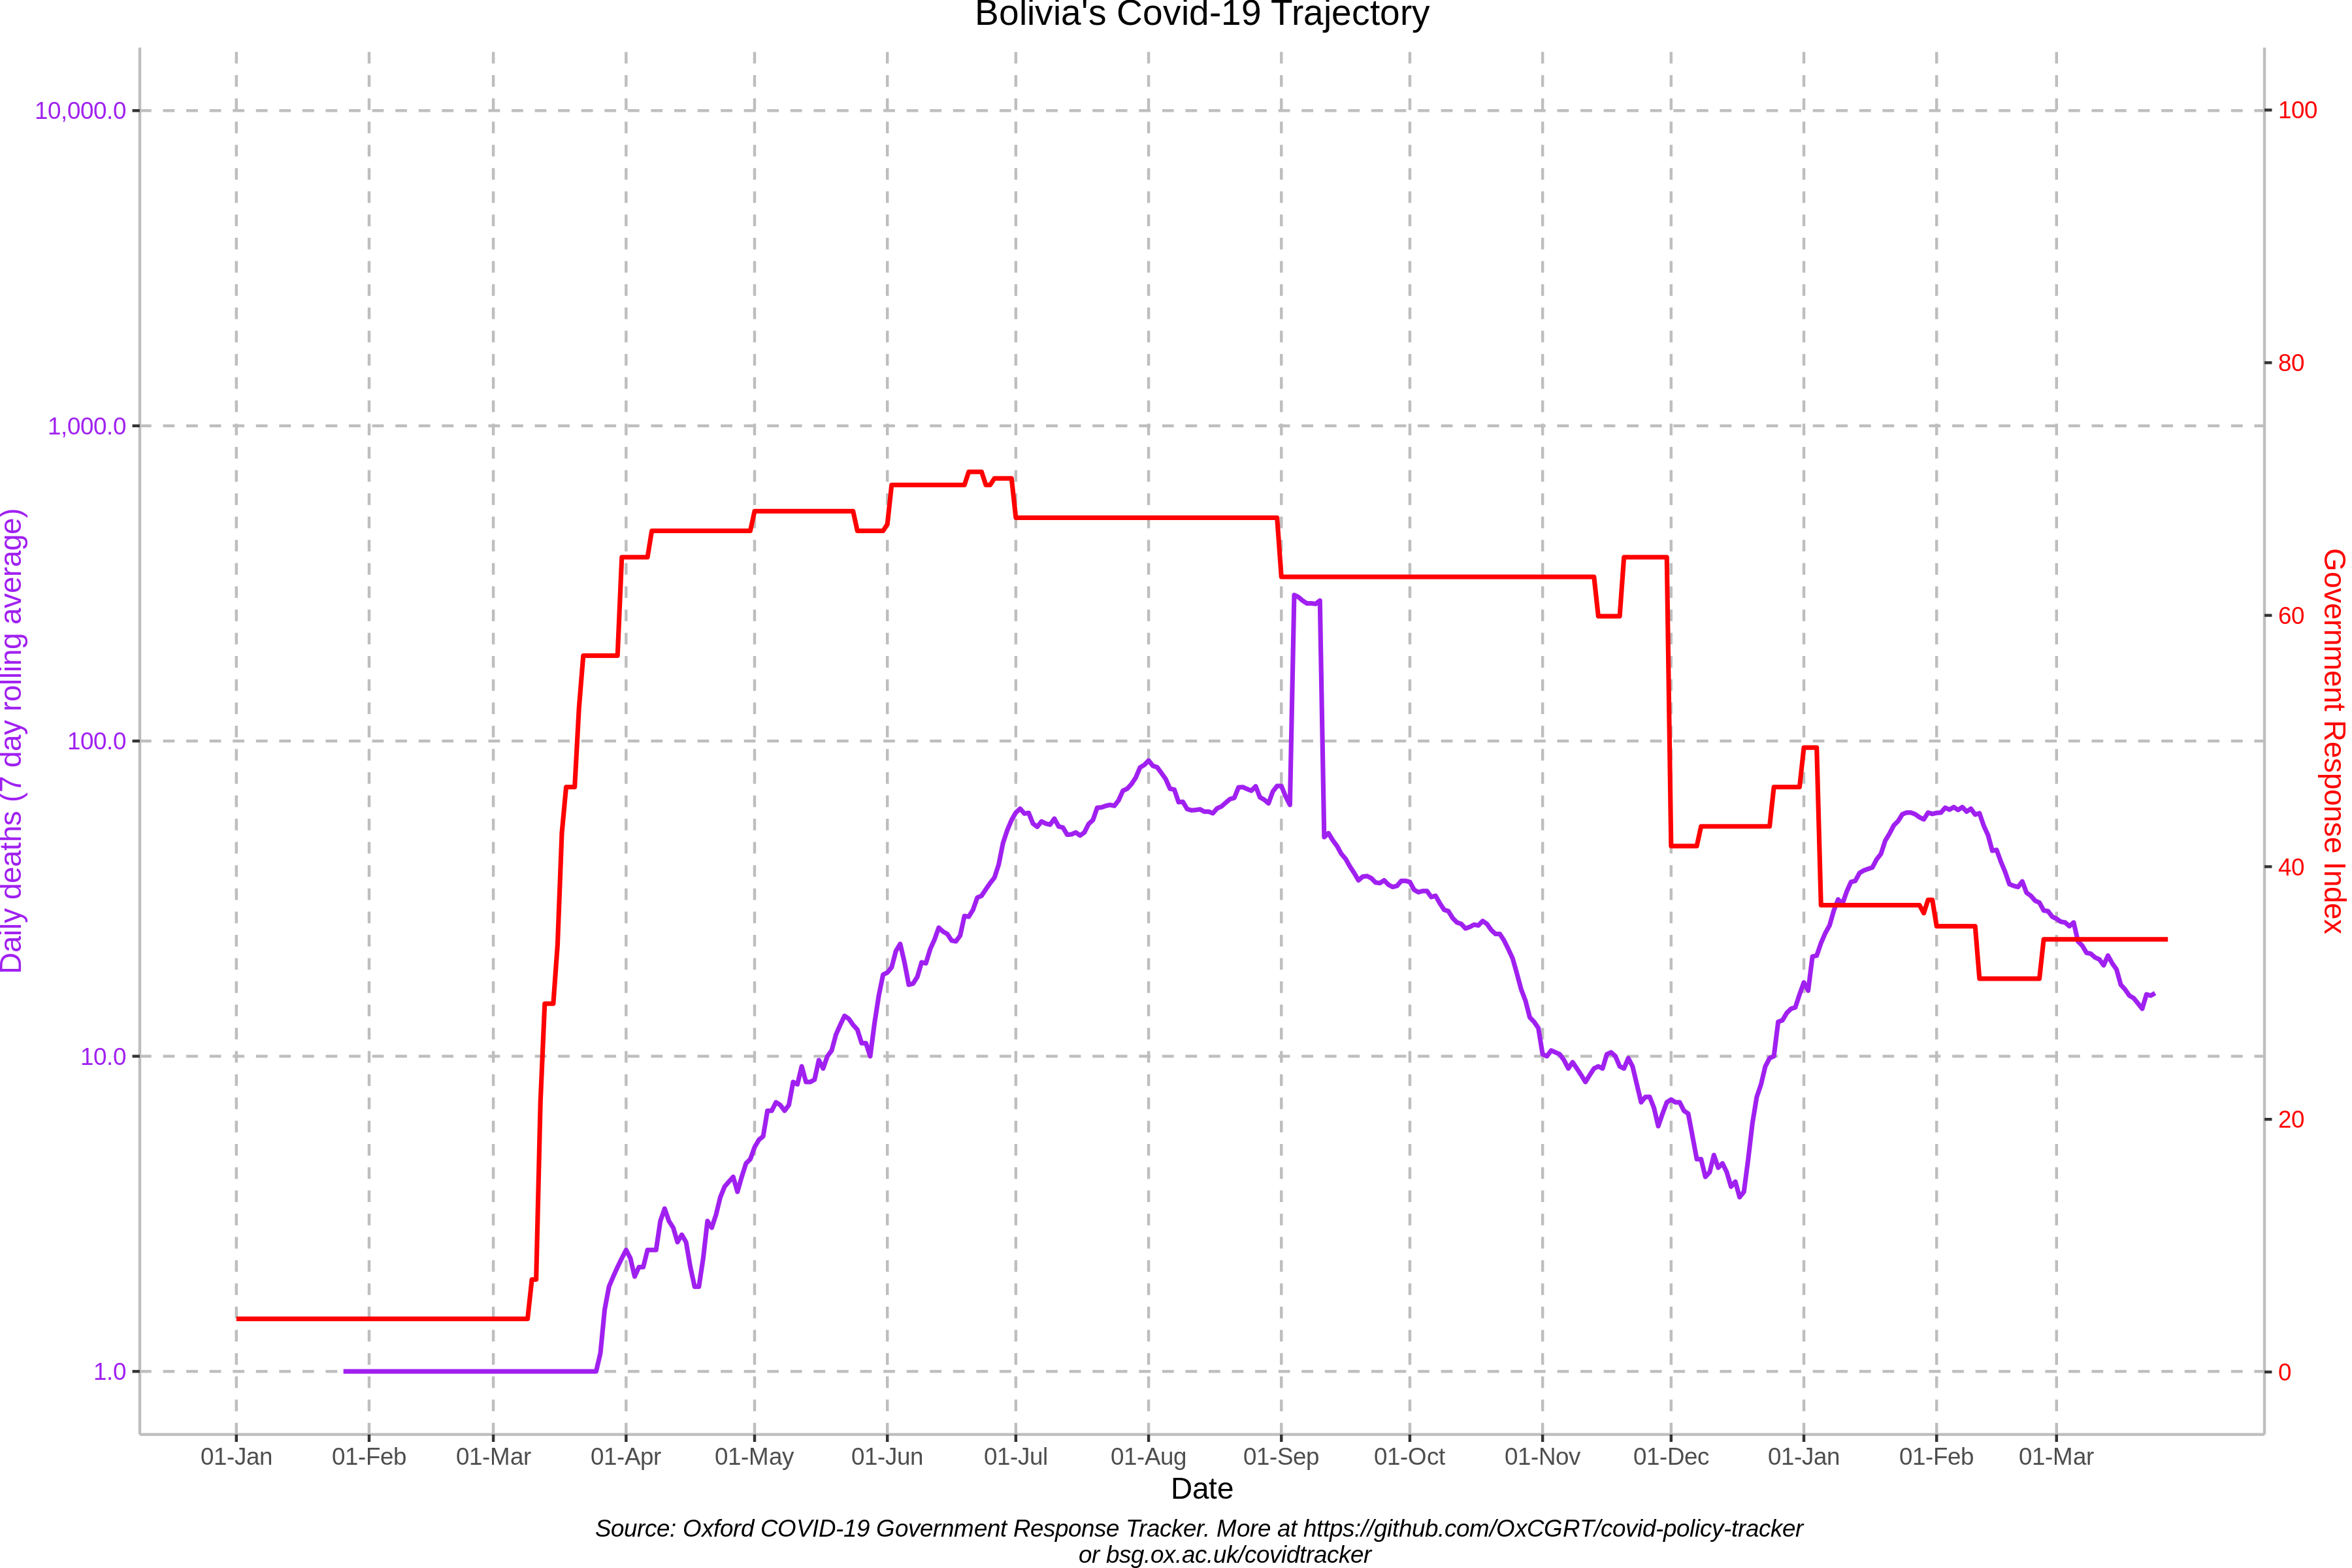 Bolivia's Covid-19 Trajectory
10,000.0
1,000.0
100.0
10.0
1.0
Daily deaths (7 day rolling average)
100
80
60
40
20
0
Government Response Index
01-Jan 01-Feb 01-Mar 01-Apr 01-May 01-Jun 01-Jul 01-Aug 01-Sep 01-Oct 01-Nov 01-Dec 01-Jan 01-Feb 01-Mar
Date
Source: Oxford COVID-19 Government Response Tracker. More at https://github.com/OxCGRT/covid-policy-tracker
or bsg.ox.ac.uk/covidtracker